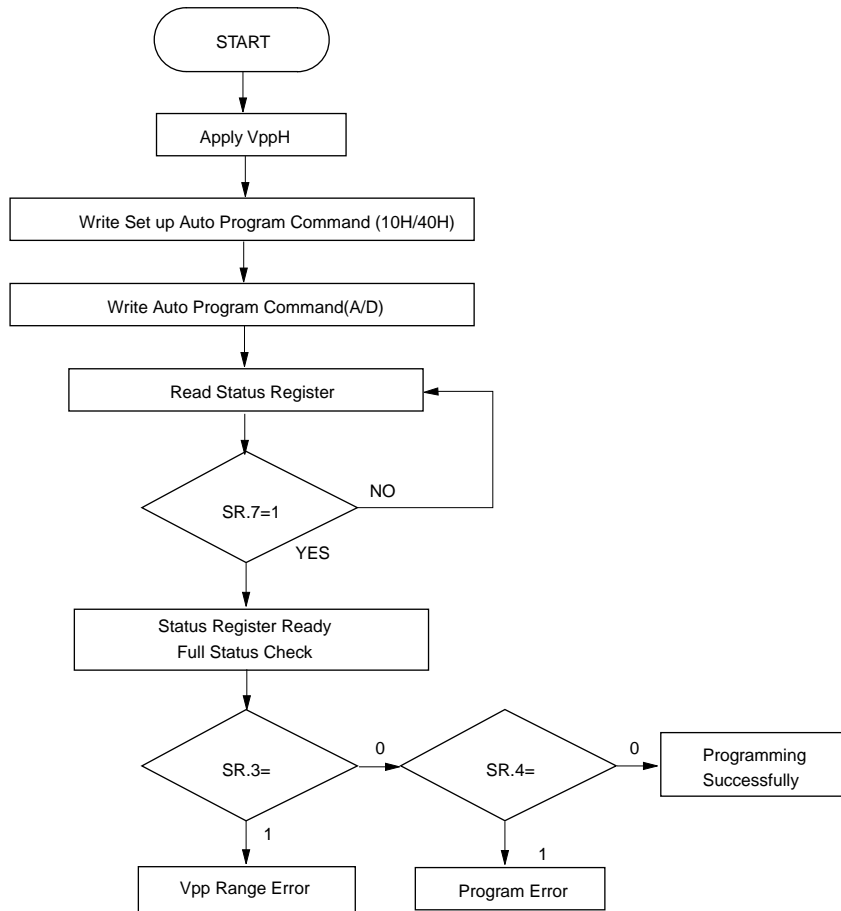 START
Apply VppH
Write Set up Auto Program Command (10H/40H)
Write Auto Program Command(A/D)
Read Status Register
NO
SR.7=1
YES
Status Register Ready
Full Status Check
0
0
SR.3=
SR.4=
Programming
Successfully
1
1
Vpp Range Error
Program Error